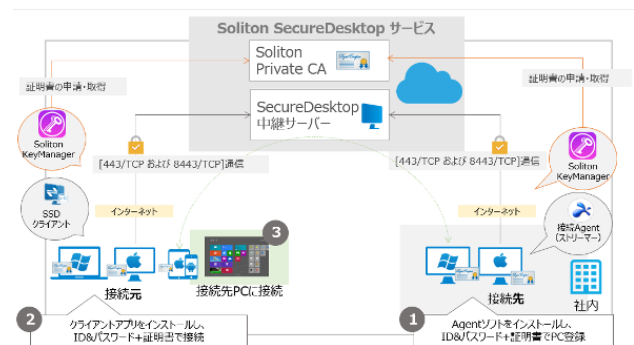 Soliton SecureDesktop サービス
Soliton
Private CA
証明書の申請・取得
証明書の申請・取得
SecureDesktop
中継サーバー
Soliton
KeyManager
Soliton
KeyManager
[443/TCP および 8443/TCP]通信
[443/TCP および 8443/TCP]通信
SSD
クライアント
インターネット
インターネット
接続Agent
(ストリーマー)
3
接続元
接続先PCに接続
接続先
社内
2
クライアントアプリをインストールし、
ID&パスワード+証明書で接続
1
Agentソフトをインストールし、
ID&パスワード+証明書でPC登録